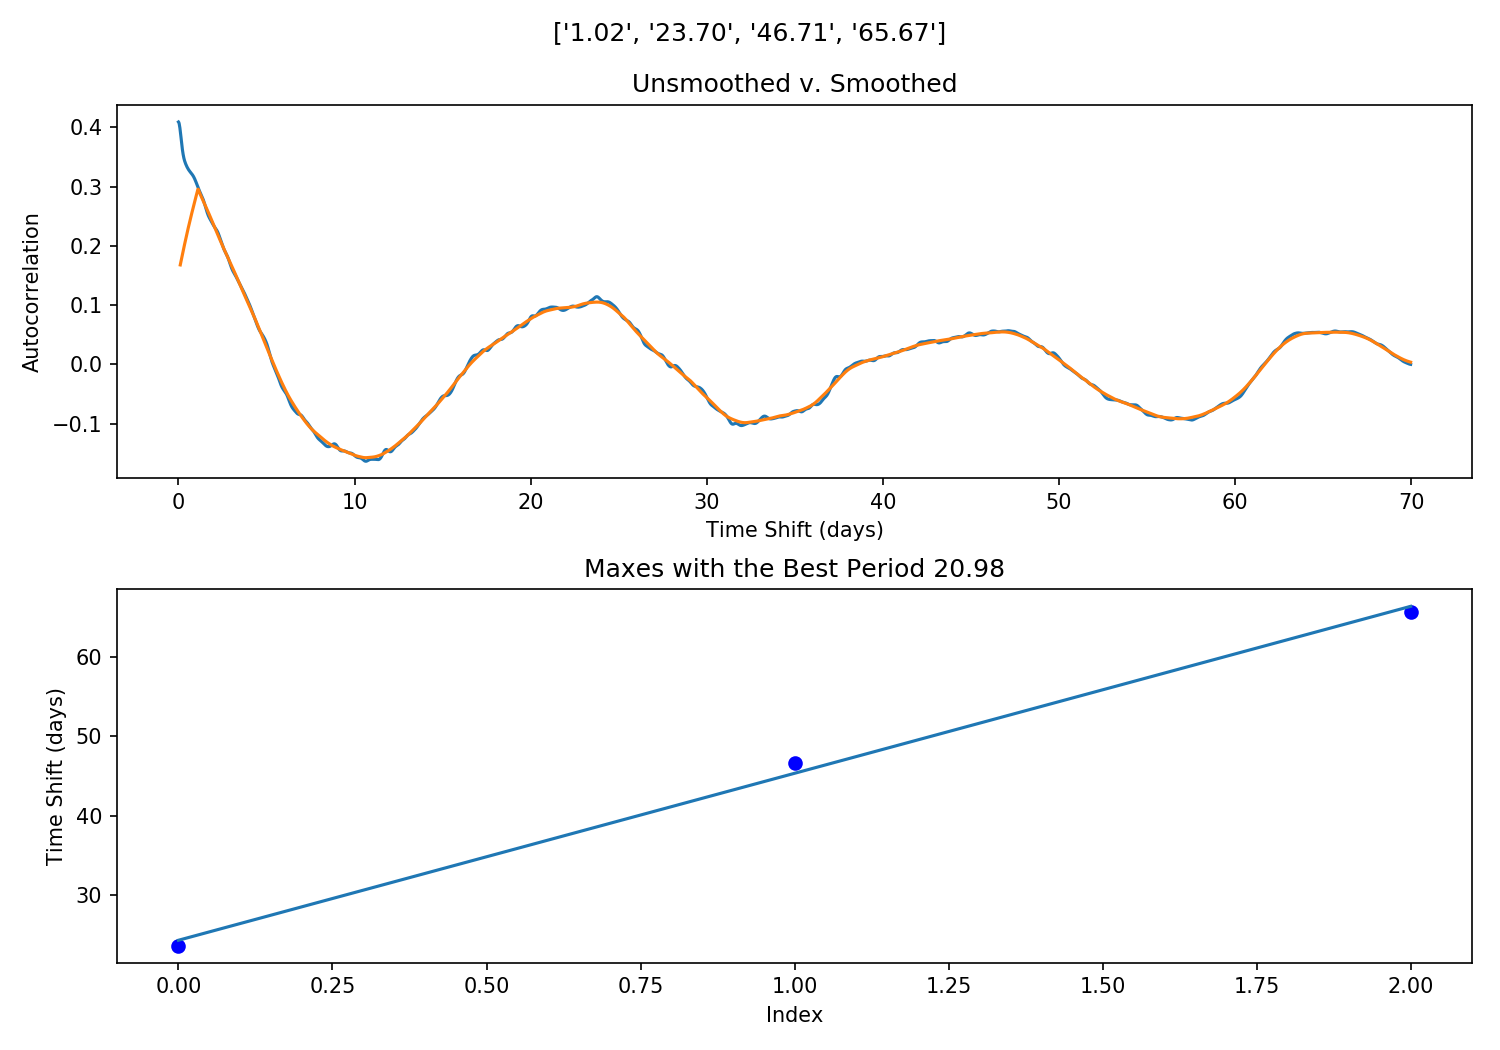 ['1.02', '23.70', '46.71', '65.67']
Unsmoothed v. Smoothed
0.4
0.3
0.2
0.1
0.0
−0.1
Autocorrelation
0 10 20 30 40 50 60 70
Time Shift (days)
Maxes with the Best Period 20.98
60
50
40
30
Time Shift (days)
0.00 0.25 0.50 0.75 1.00 1.25 1.50 1.75 2.00
Index